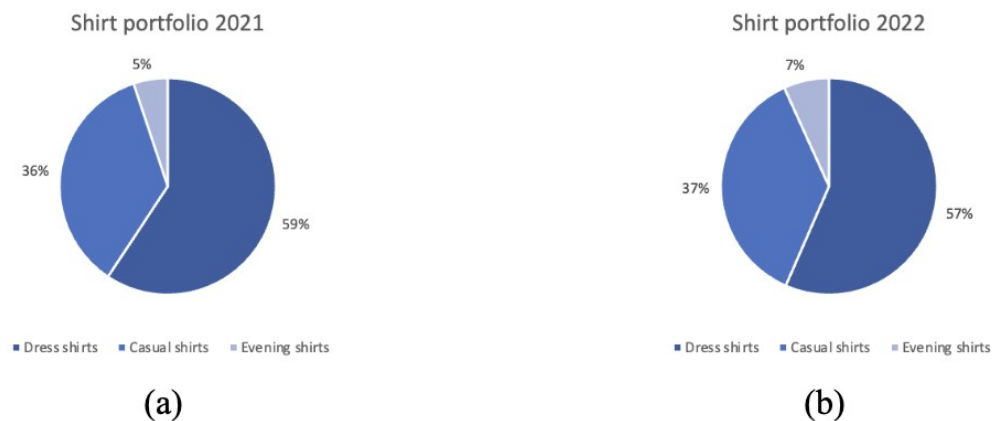 Shirt portfolio 2021
5%
36%
59%
Dress shirts Casual shirts Evening shirts
(a)
Shirt portfolio 2022
7%
37%
57%
Dress shirts Casual shirts Evening shirts
(b)